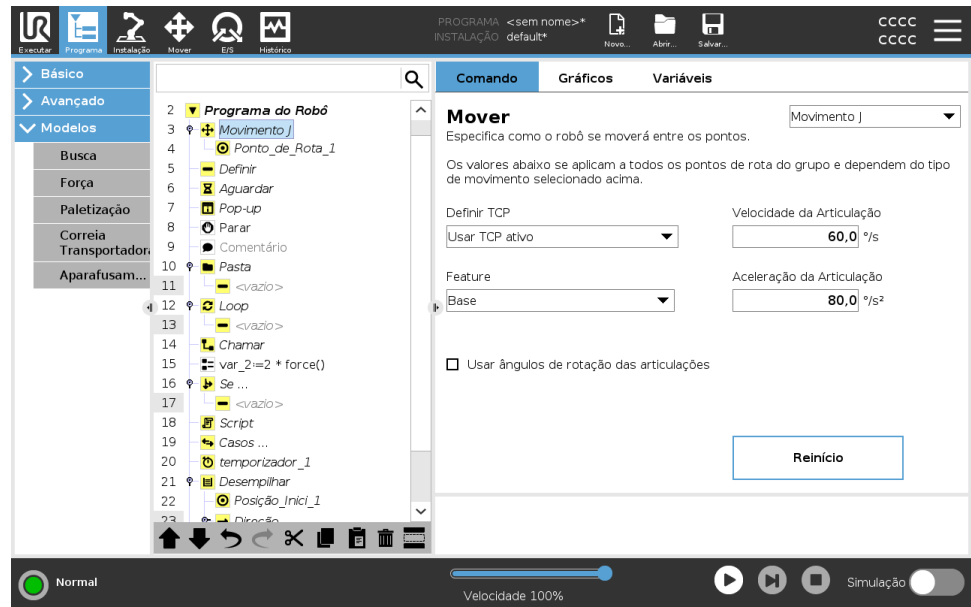 PROGRAMA <sem nome>*
INSTALAÇÃO default*
CCCC
CCCC
Executar
Programa
Instalação
Mover
E/S
Histórico
Novo...
Abrir...
Salvar...
Básico
Avançado
Modelos
Busca
Força
Paletização
Correia
Transportador
Aparafusam...
2 Programa do Robô
3 Movimento J
4 Ponto_de_Rota_1
5 Definir
6 Aguardar
7 Pop-up
8 Parar
9 Comentário
10 Pasta
11 <vazio>
12 Loop
13 <vazio>
14 Chamar
15 var_2:=2 * force()
16 Se ...
17 <vazio>
18 Script
19 Casos ...
20 temporizador_1
21 Desempilhar
22 Posição_Inici_1
23 Direção
Comando
Gráficos
Variáveis
Mover
Movimento J
Especifica como o robô se moverá entre os pontos.
Os valores abaixo se aplicam a todos os pontos de rota do grupo e dependem do tipo
de movimento selecionado acima.
Definir TCP
Velocidade da Articulação
Usar TCP ativo
60,0 °/s
Feature
Aceleração da Articulação
Base
80,0 °/s²
Usar ângulos de rotação das articulações
Reinício
Normal
Velocidade 100%
Simulação